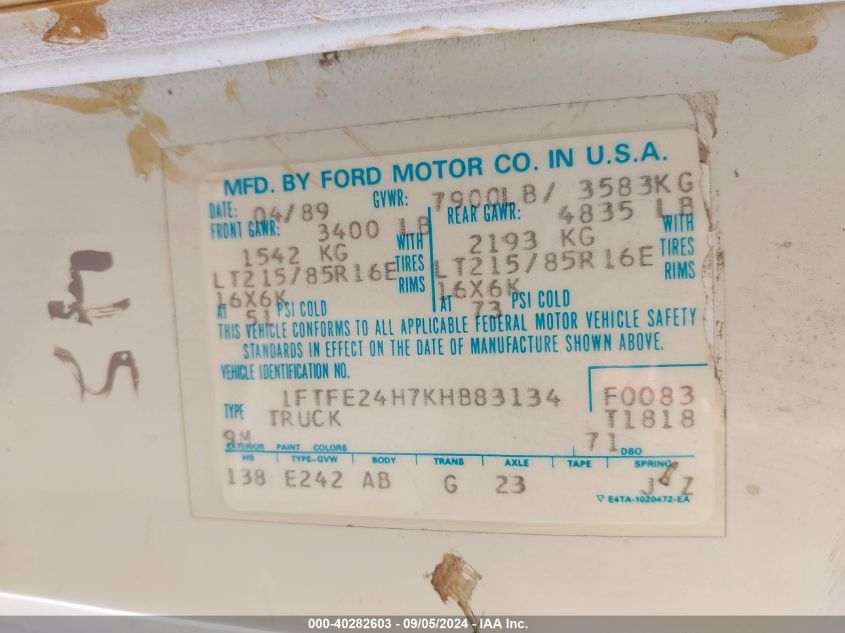 MFD. BY FORD MOTOR CO. IN U.S.A.
DATE: 04/89 GVWR: 7900LB/ 3583KG
FRONT GAWR: 3400 LB REAR GAWR: 4835 LB
1542 KG WITH 2193 KG WITH
LT215/85R16E TIRES LT215/85R16E TIRES
16X6K RIMS 16X6K RIMS
AT 51 PSI COLD AT 73 PSI COLD
THIS VEHICLE CONFORMS TO ALL APPLICABLE FEDERAL MOTOR VEHICLE SAFETY
STANDARDS IN EFFECT ON THE DATE OF MANUFACTURE SHOWN ABOVE.
VEHICLE IDENTIFICATION NO.
1FTFE24H7KHB83134 F0083
TYPE TRUCK T1818
9M 71 DSO
EXTERIOR PAINT COLORS
WB TYPE-GVW BODY TRANS AXLE TAPE SPRING
138 E242 AB G 23 J Z
▽ E4TA-1020472-EA
000-40282603 - 09/05/2024 - IAA Inc.